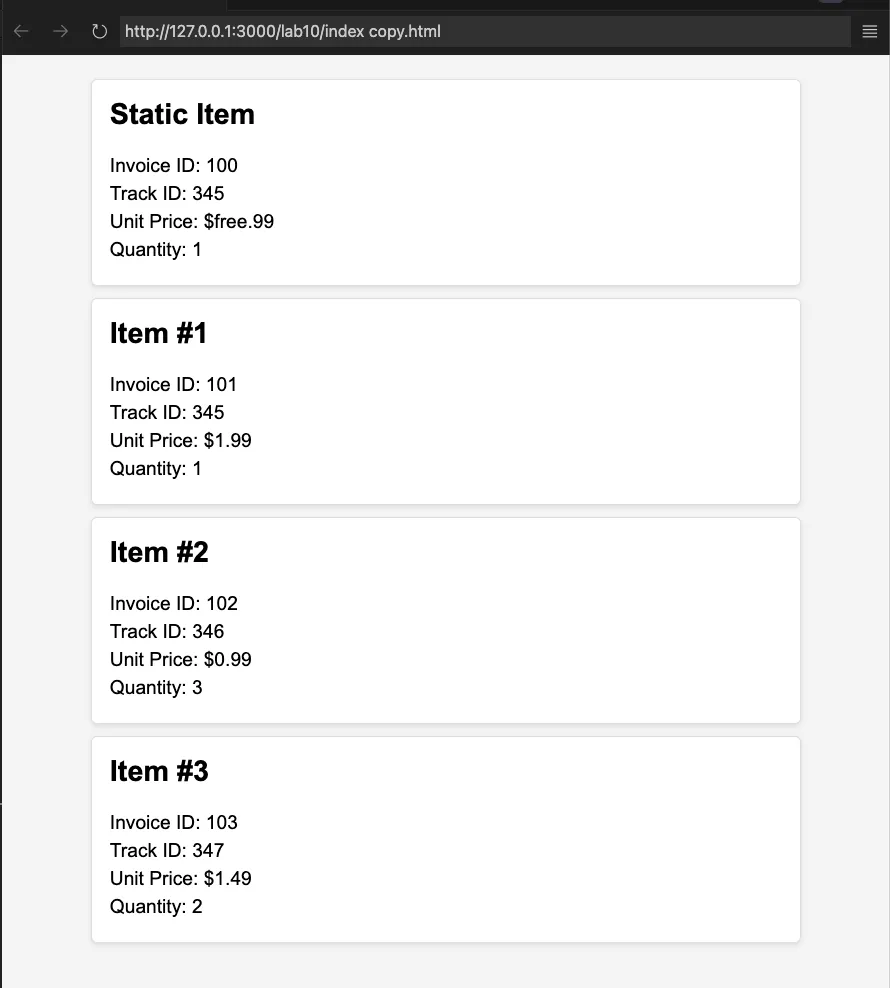 http://127.0.0.1:3000/lab10/index copy.html
Static Item
Invoice ID: 100
Track ID: 345
Unit Price: $free.99
Quantity: 1
Item #1
Invoice ID: 101
Track ID: 345
Unit Price: $1.99
Quantity: 1
Item #2
Invoice ID: 102
Track ID: 346
Unit Price: $0.99
Quantity: 3
Item #3
Invoice ID: 103
Track ID: 347
Unit Price: $1.49
Quantity: 2